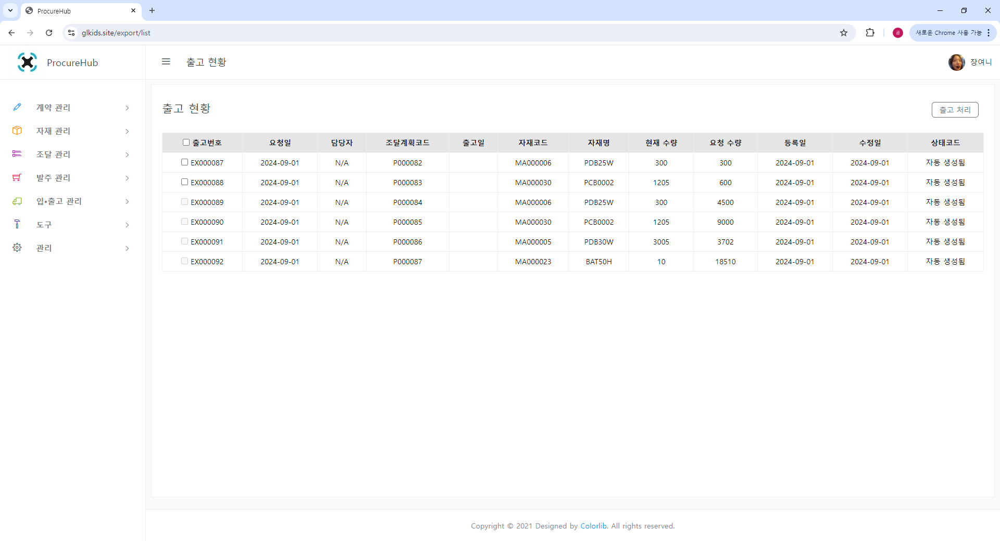 ProcureHub
glkids.site/export/list
곰
새로운 Chrome 사용 가능
ProcureHub
출고 현황
장여니
계약 관리
자재 관리
조달 관리
발주 관리
입•출고 관리
도구
관리
출고 현황
출고 처리
출고번호 요청일 담당자 조달계획코드 출고일 자재코드 자재명 현재 수량 요청 수량 등록일 수정일 상태코드
EX000087 2024-09-01 N/A P000082 MA000006 PDB25W 300 300 2024-09-01 2024-09-01 자동 생성됨
EX000088 2024-09-01 N/A P000083 MA000030 PCB0002 1205 600 2024-09-01 2024-09-01 자동 생성됨
EX000089 2024-09-01 N/A P000084 MA000006 PDB25W 300 4500 2024-09-01 2024-09-01 자동 생성됨
EX000090 2024-09-01 N/A P000085 MA000030 PCB0002 1205 9000 2024-09-01 2024-09-01 자동 생성됨
EX000091 2024-09-01 N/A P000086 MA000005 PDB30W 3005 3702 2024-09-01 2024-09-01 자동 생성됨
EX000092 2024-09-01 N/A P000087 MA000023 BAT50H 10 18510 2024-09-01 2024-09-01 자동 생성됨
Copyright © 2021 Designed by Colorlib. All rights reserved.